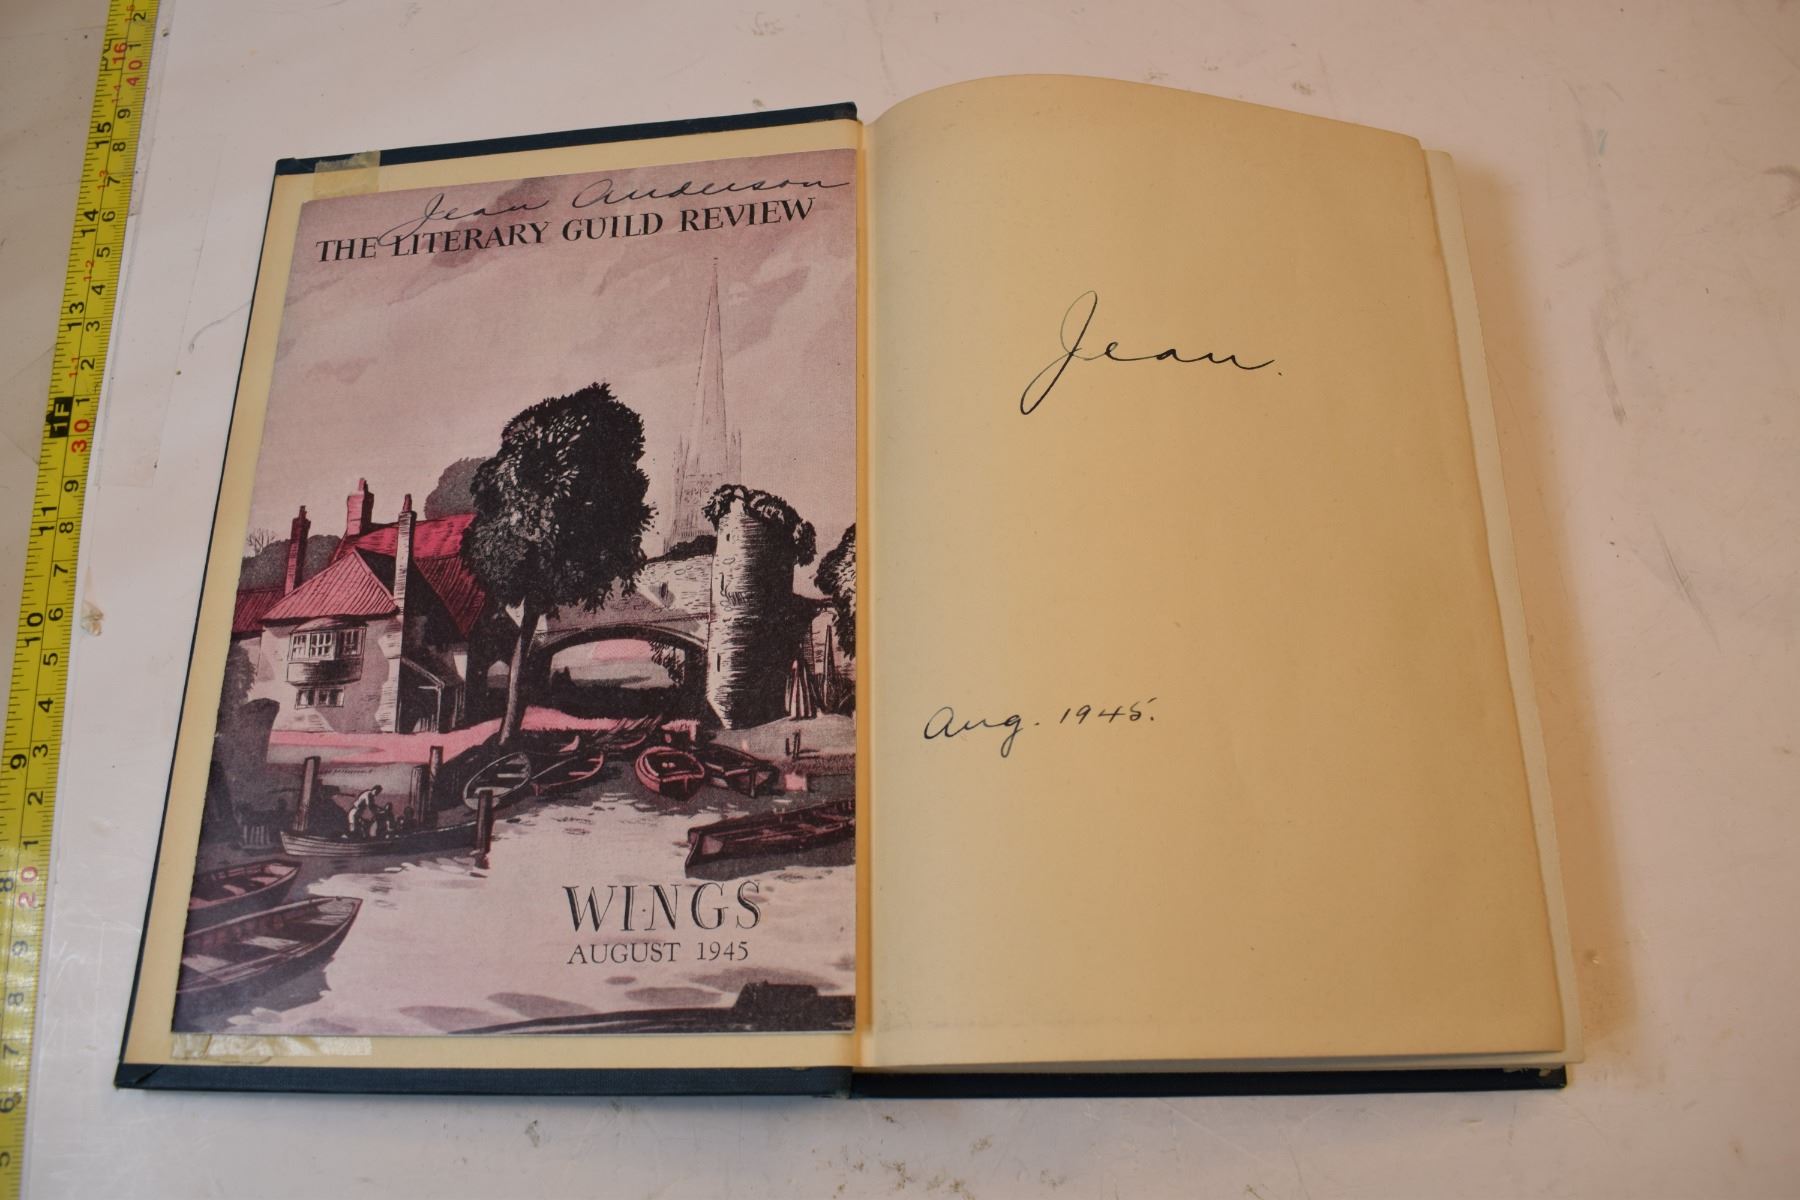 Jean Anderson
THE LITERARY GUILD REVIEW
WINGS
AUGUST 1945
Jean.
Aug. 1945.